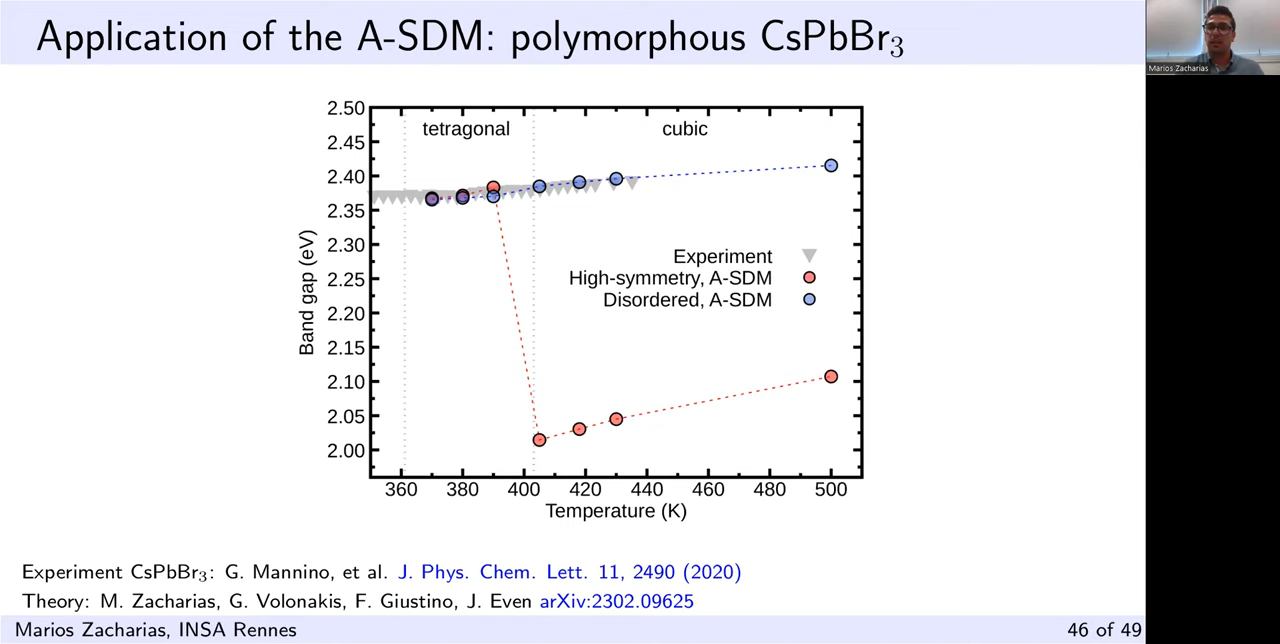 Application of the A-SDM: polymorphous CsPbBr₃
Marios Zacharias
2.50
2.45
2.40
2.35
2.30
2.25
2.20
2.15
2.10
2.05
2.00
Band gap (eV)
tetragonal
cubic
Experiment
High-symmetry, A-SDM
Disordered, A-SDM
360 380 400 420 440 460 480 500
Temperature (K)
Experiment CsPbBr₃: G. Mannino, et al. J. Phys. Chem. Lett. 11, 2490 (2020)
Theory: M. Zacharias, G. Volonakis, F. Giustino, J. Even arXiv:2302.09625
Marios Zacharias, INSA Rennes
46 of 49